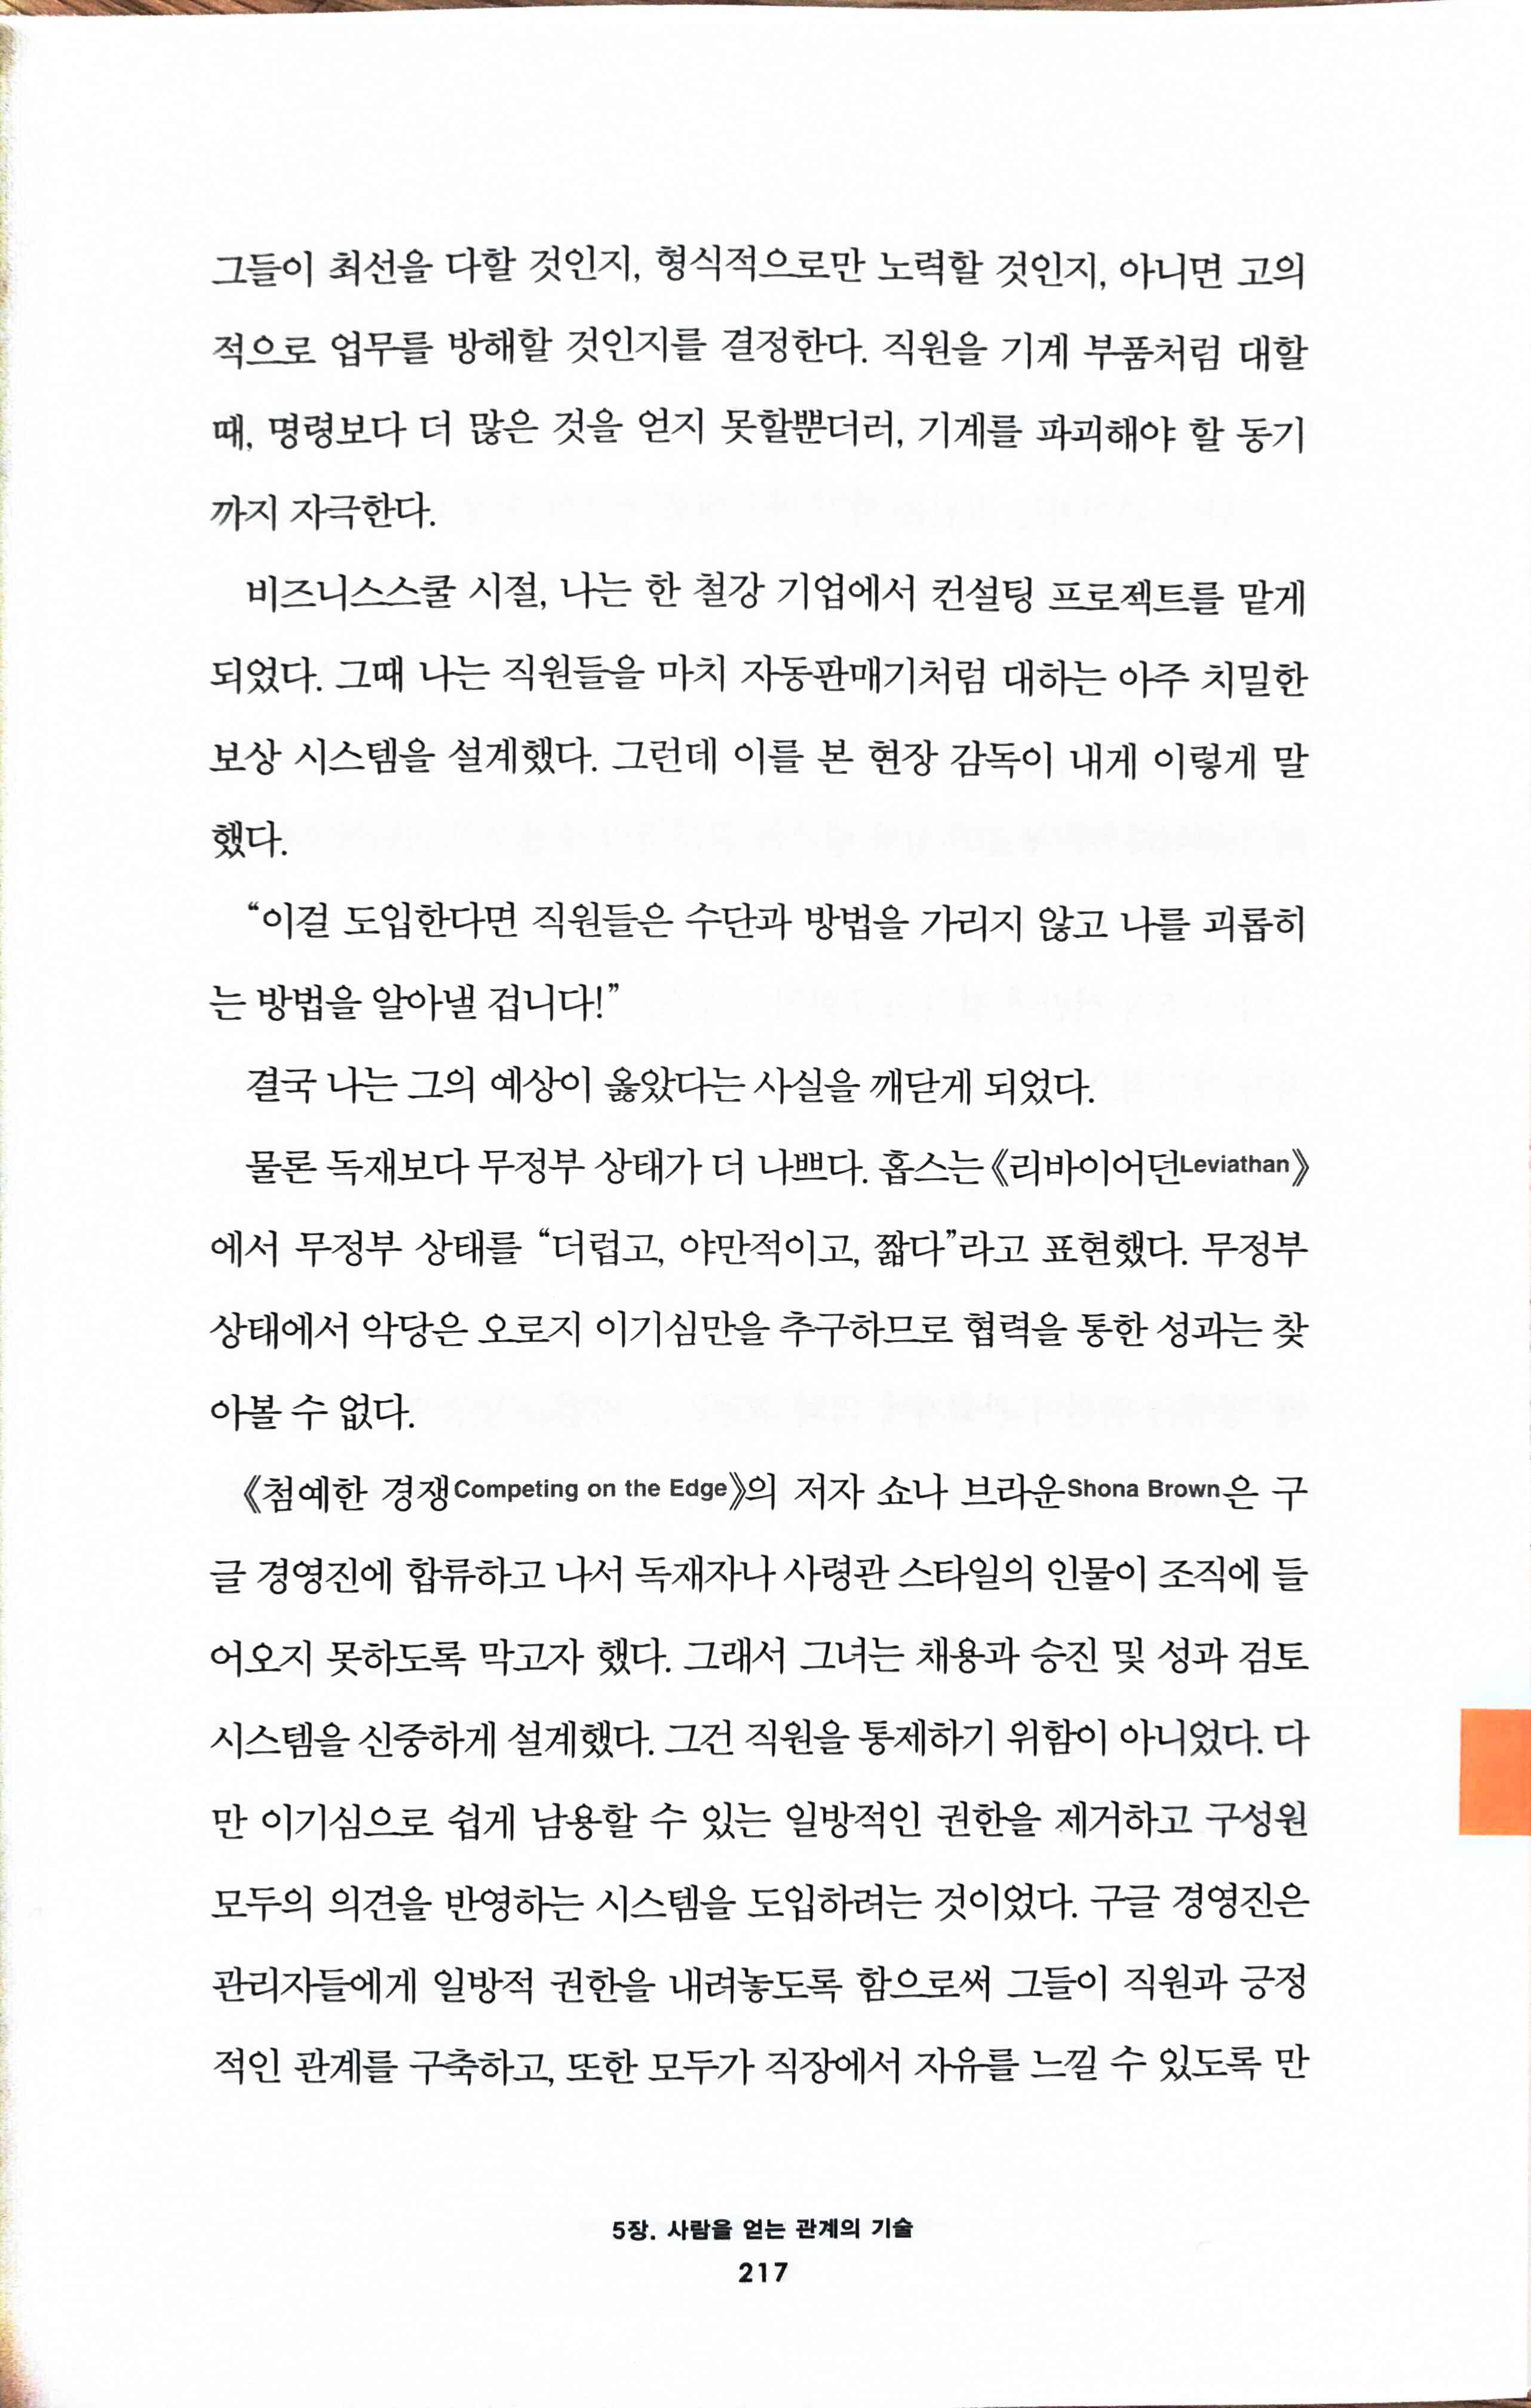 그들이 최선을 다할 것인지, 형식적으로만 노력할 것인지, 아니면 고의
적으로 업무를 방해할 것인지를 결정한다. 직원을 기계 부품처럼 대할
때, 명령보다 더 많은 것을 얻지 못할뿐더러, 기계를 파괴해야 할 동기
까지 자극한다.
비즈니스스쿨 시절, 나는 한 철강 기업에서 컨설팅 프로젝트를 맡게
되었다. 그때 나는 직원들을 마치 자동판매기처럼 대하는 아주 치밀한
보상 시스템을 설계했다. 그런데 이를 본 현장 감독이 내게 이렇게 말
했다.
“이걸 도입한다면 직원들은 수단과 방법을 가리지 않고 나를 괴롭히
는 방법을 알아낼 겁니다!”
결국 나는 그의 예상이 옳았다는 사실을 깨닫게 되었다.
물론 독재보다 무정부 상태가 더 나쁘다. 홉스는 《리바이어던Leviathan》
에서 무정부 상태를 “더럽고, 야만적이고, 짧다”라고 표현했다. 무정부
상태에서 악당은 오로지 이기심만을 추구하므로 협력을 통한 성과는 찾
아볼 수 없다.
《첨예한 경쟁Competing on the Edge》의 저자 쇼나 브라운Shona Brown은 구
글 경영진에 합류하고 나서 독재자나 사령관 스타일의 인물이 조직에 들
어오지 못하도록 막고자 했다. 그래서 그녀는 채용과 승진 및 성과 검토
시스템을 신중하게 설계했다. 그건 직원을 통제하기 위함이 아니었다. 다
만 이기심으로 쉽게 남용할 수 있는 일방적인 권한을 제거하고 구성원
모두의 의견을 반영하는 시스템을 도입하려는 것이었다. 구글 경영진은
관리자들에게 일방적 권한을 내려놓도록 함으로써 그들이 직원과 긍정
적인 관계를 구축하고, 또한 모두가 직장에서 자유를 느낄 수 있도록 만
5장. 사람을 얻는 관계의 기술
217